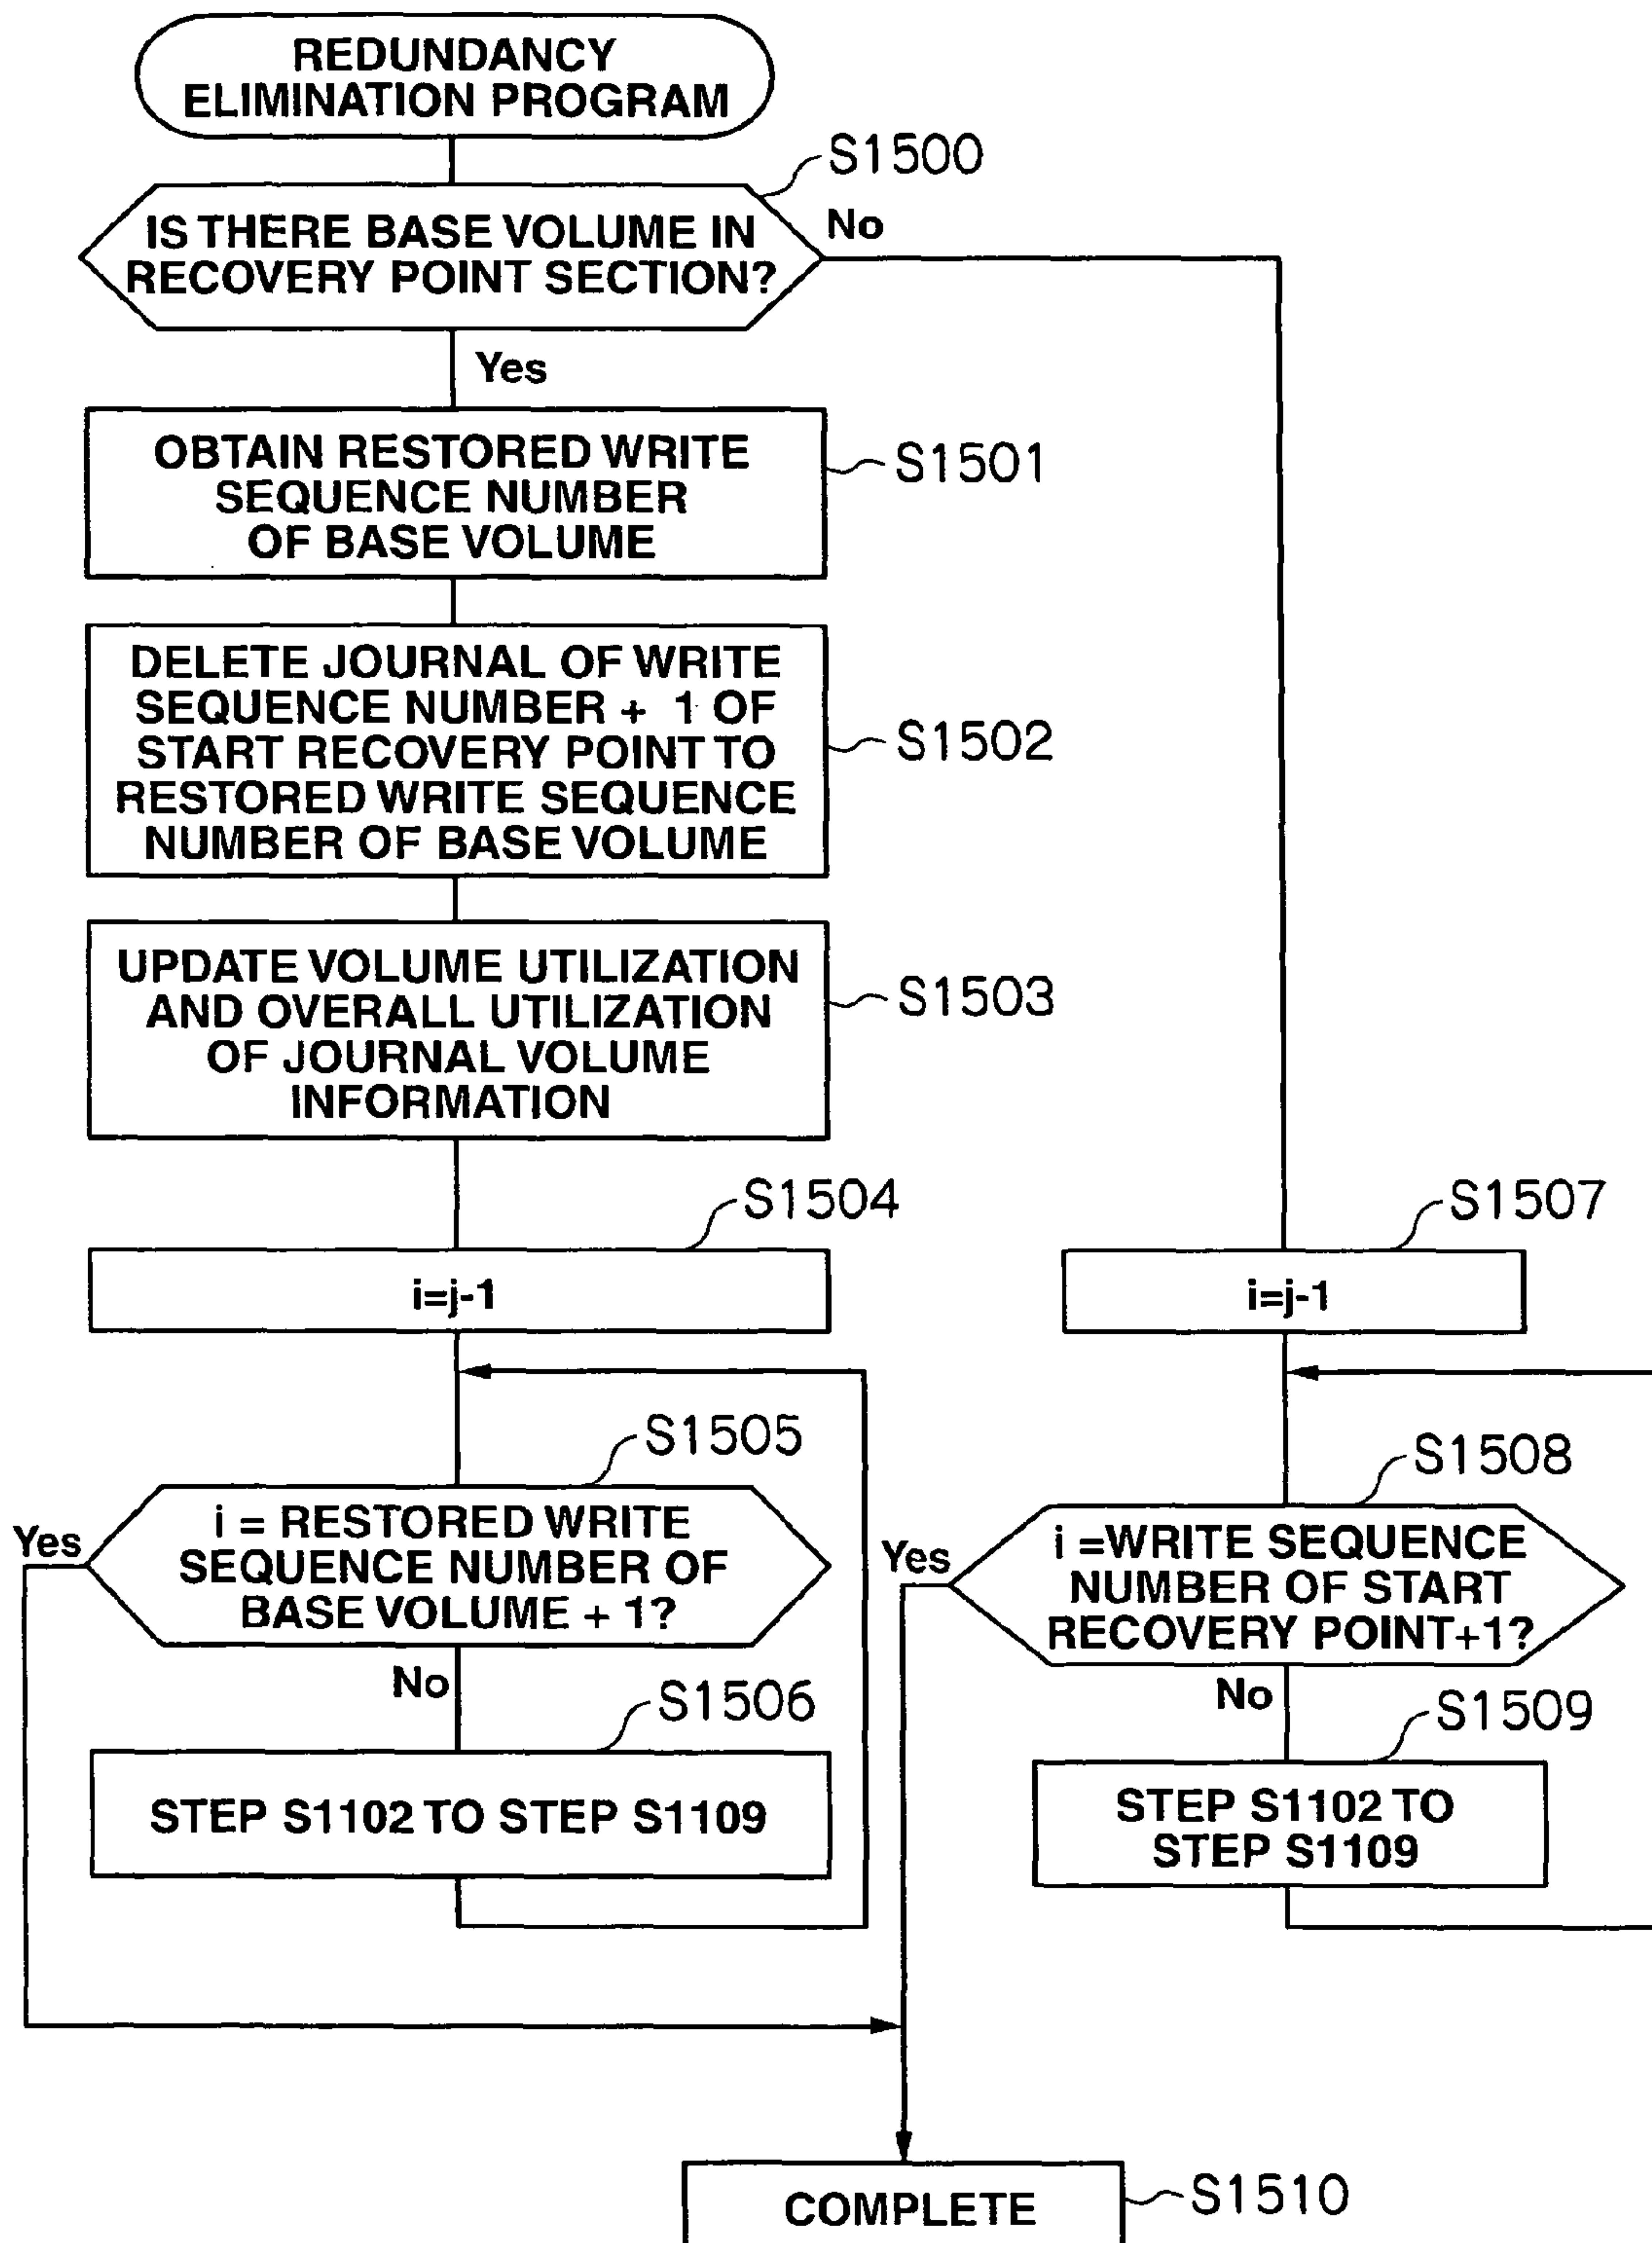 REDUNDANCY
ELIMINATION PROGRAM
S1500
IS THERE BASE VOLUME IN
RECOVERY POINT SECTION?
No
Yes
OBTAIN RESTORED WRITE
SEQUENCE NUMBER
OF BASE VOLUME
S1501
DELETE JOURNAL OF WRITE
SEQUENCE NUMBER + 1 OF
START RECOVERY POINT TO
RESTORED WRITE SEQUENCE
NUMBER OF BASE VOLUME
S1502
UPDATE VOLUME UTILIZATION
AND OVERALL UTILIZATION
OF JOURNAL VOLUME
INFORMATION
S1503
S1504
i=j-1
S1505
i = RESTORED WRITE
SEQUENCE NUMBER OF
BASE VOLUME + 1?
Yes
No
S1506
STEP S1102 TO STEP S1109
S1507
i=j-1
S1508
i =WRITE SEQUENCE
NUMBER OF START
RECOVERY POINT+1?
Yes
No
S1509
STEP S1102 TO
STEP S1109
COMPLETE
S1510